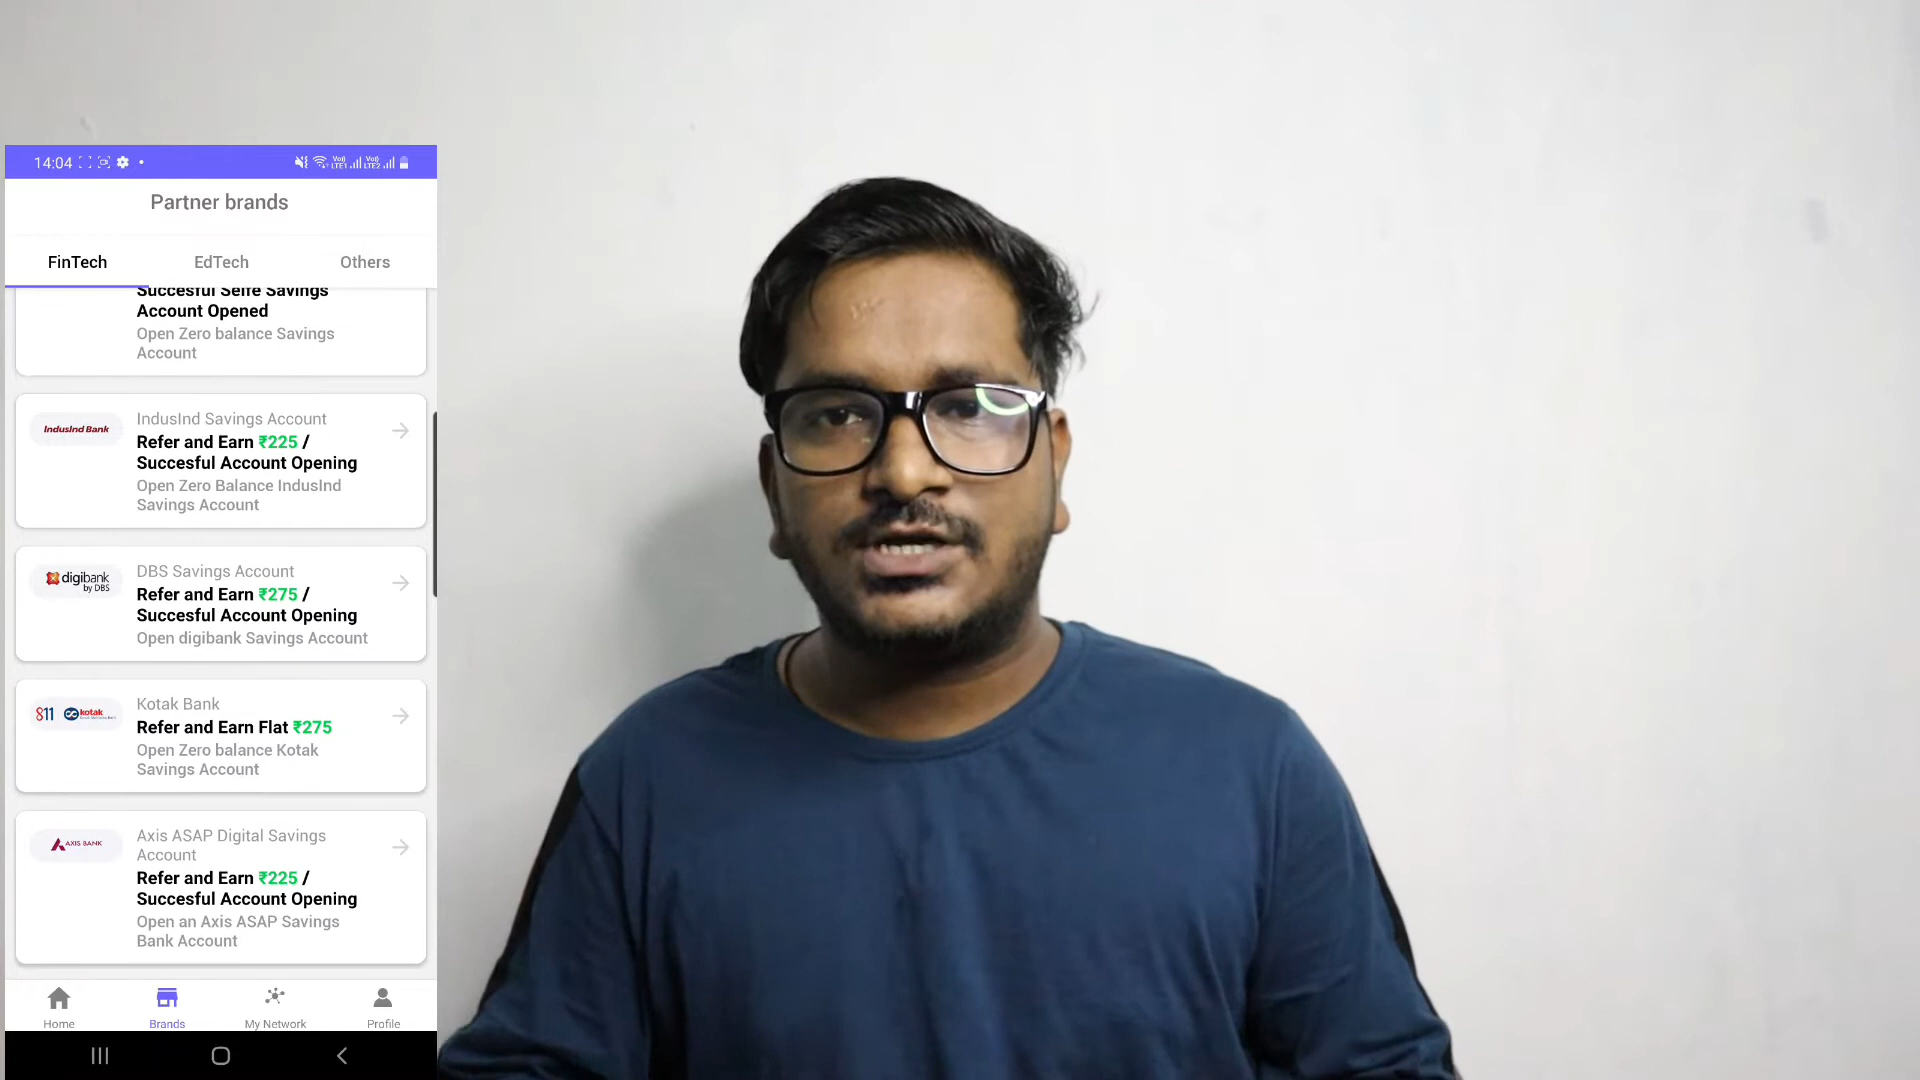 14:04
Partner brands
FinTech EdTech Others
Succesful Selfe Savings
Account Opened
Open Zero balance Savings
Account
IndusInd Bank
IndusInd Savings Account
Refer and Earn ₹225 /
Succesful Account Opening
Open Zero Balance IndusInd
Savings Account
digibank
by DBS
DBS Savings Account
Refer and Earn ₹275 /
Succesful Account Opening
Open digibank Savings Account
811 kotak
Kotak Bank
Refer and Earn Flat ₹275
Open Zero balance Kotak
Savings Account
AXIS BANK
Axis ASAP Digital Savings
Account
Refer and Earn ₹225 /
Succesful Account Opening
Open an Axis ASAP Savings
Bank Account
Home Brands My Network Profile